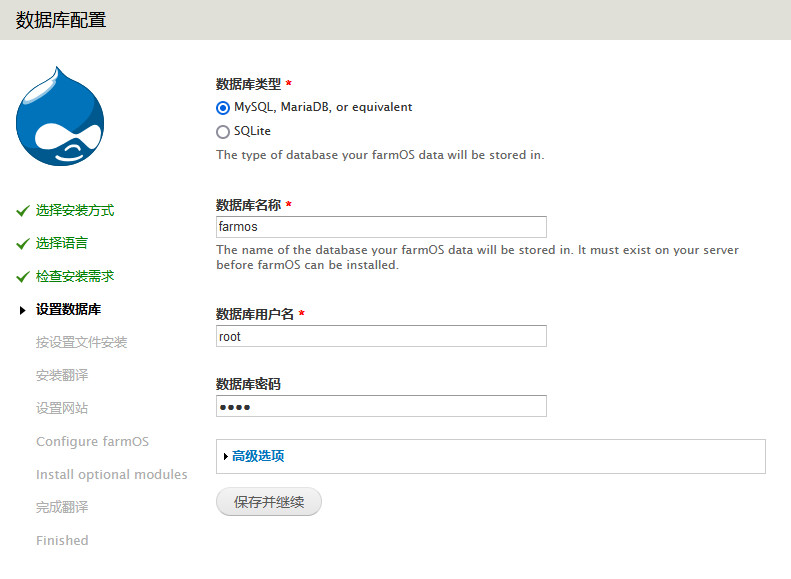 数据库配置
选择安装方式
选择语言
检查安装需求
设置数据库
按设置文件安装
安装翻译
设置网站
Configure farmOS
Install optional modules
完成翻译
Finished
数据库类型 *
MySQL, MariaDB, or equivalent
SQLite
The type of database your farmOS data will be stored in.
数据库名称 *
farmos
The name of the database your farmOS data will be stored in. It must exist on your server
before farmOS can be installed.
数据库用户名 *
root
数据库密码
••••
高级选项
保存并继续